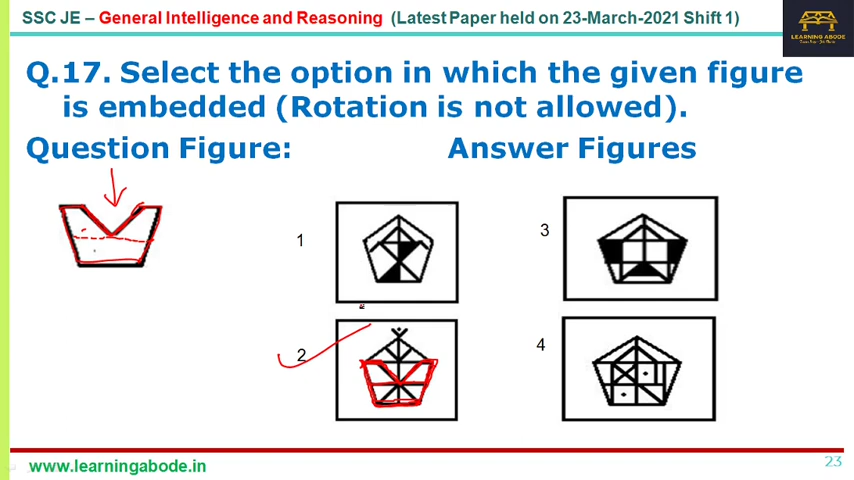 SSC JE – General Intelligence and Reasoning (Latest Paper held on 23-March-2021 Shift 1)
LEARNING ABODE
Q.17. Select the option in which the given figure
is embedded (Rotation is not allowed).
Question Figure: Answer Figures
1
3
2
4
www.learningabode.in
23